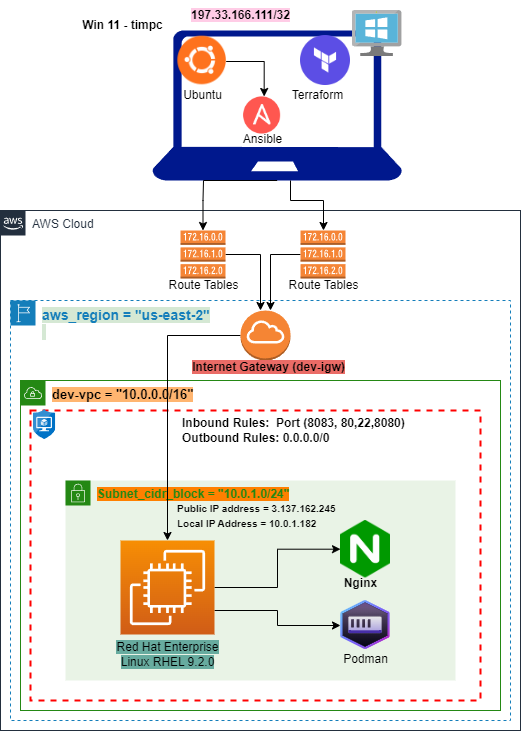 197.33.166.111/32
Win 11 - timpc
Ubuntu
Terraform
Ansible
aws
AWS Cloud
172.16.0.0
172.16.1.0
172.16.2.0
Route Tables
172.16.0.0
172.16.1.0
172.16.2.0
Route Tables
aws_region = "us-east-2"
Internet Gateway (dev-igw)
dev-vpc = "10.0.0.0/16"
Inbound Rules:  Port (8083, 80,22,8080)
Outbound Rules: 0.0.0.0/0
Subnet_cidr_block = "10.0.1.0/24"
Public IP address = 3.137.162.245
Local IP Address = 10.0.1.182
N
Nginx
Red Hat Enterprise
Linux RHEL 9.2.0
Podman